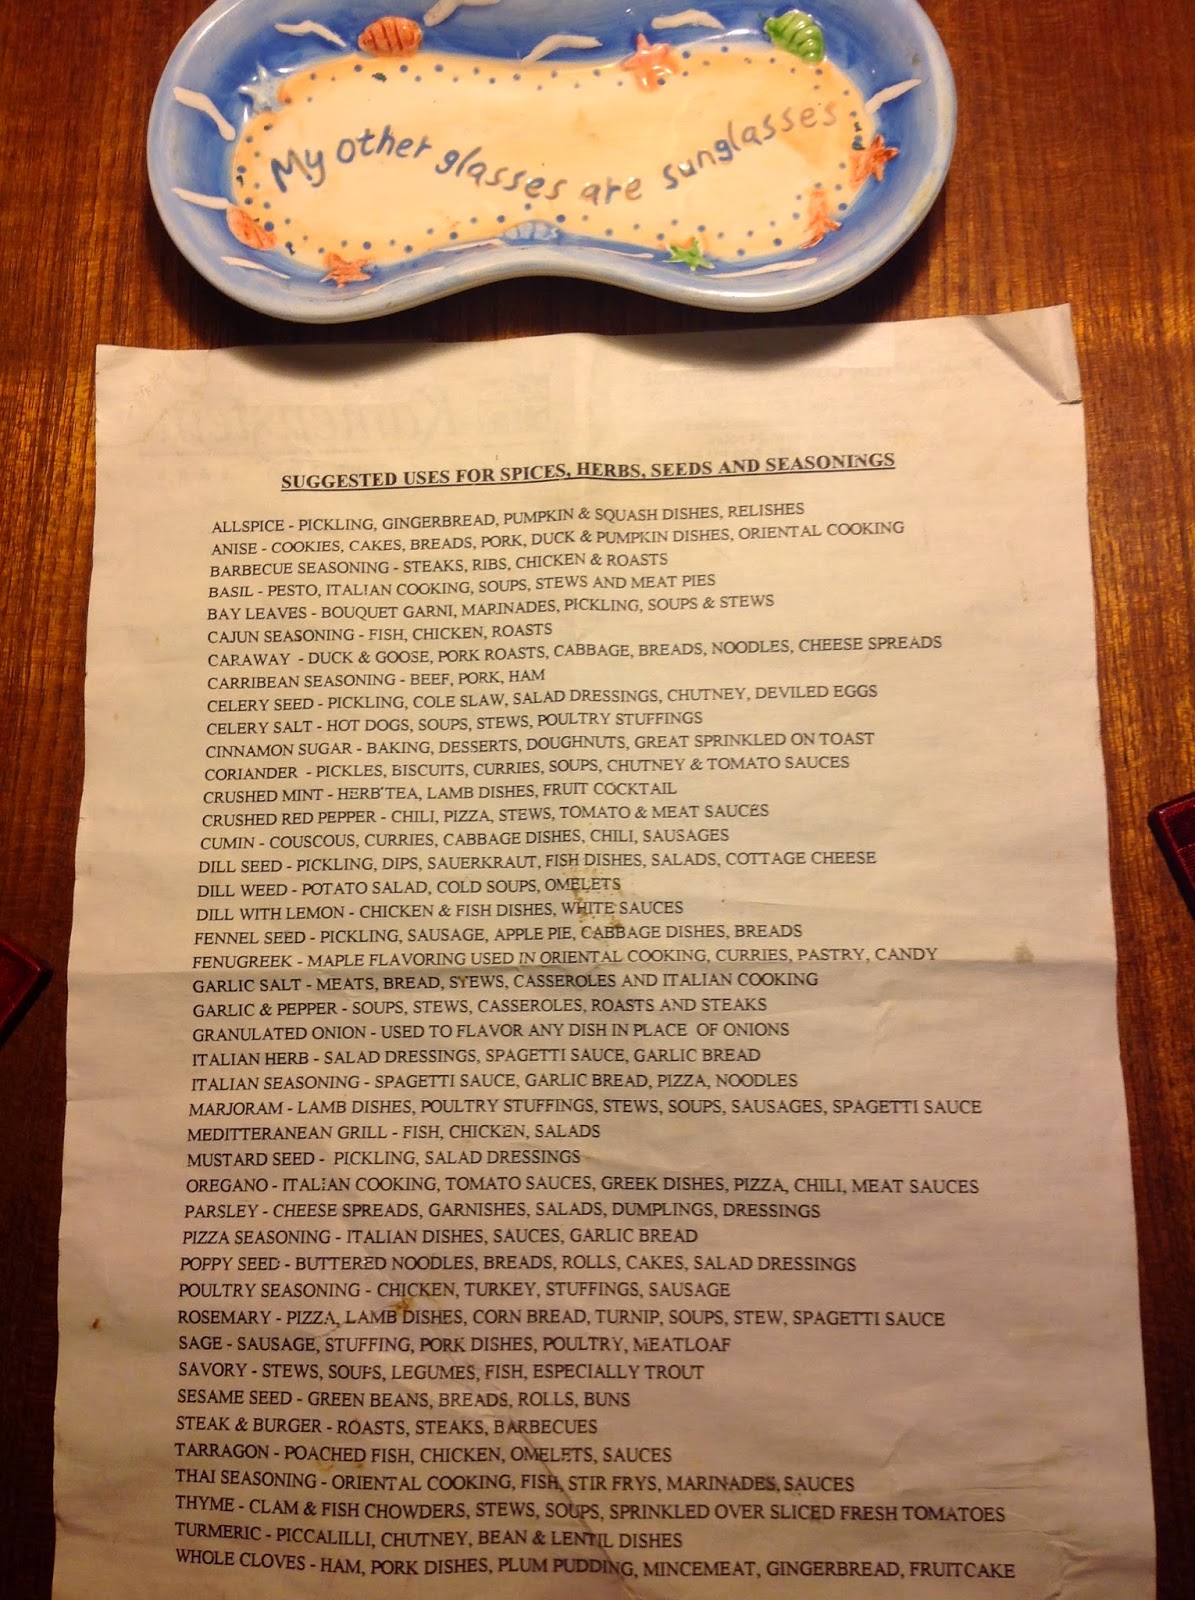 My other glasses are sunglasses
SUGGESTED USES FOR SPICES, HERBS, SEEDS AND SEASONINGS
ALLSPICE - PICKLING, GINGERBREAD, PUMPKIN & SQUASH DISHES, RELISHES
ANISE - COOKIES, CAKES, BREADS, PORK, DUCK & PUMPKIN DISHES, ORIENTAL COOKING
BARBECUE SEASONING - STEAKS, RIBS, CHICKEN & ROASTS
BASIL - PESTO, ITALIAN COOKING, SOUPS, STEWS AND MEAT PIES
BAY LEAVES - BOUQUET GARNI, MARINADES, PICKLING, SOUPS & STEWS
CAJUN SEASONING - FISH, CHICKEN, ROASTS
CARAWAY - DUCK & GOOSE, PORK ROASTS, CABBAGE, BREADS, NOODLES, CHEESE SPREADS
CARRIBEAN SEASONING - BEEF, PORK, HAM
CELERY SEED - PICKLING, COLE SLAW, SALAD DRESSINGS, CHUTNEY, DEVILED EGGS
CELERY SALT - HOT DOGS, SOUPS, STEWS, POULTRY STUFFINGS
CINNAMON SUGAR - BAKING, DESSERTS, DOUGHNUTS, GREAT SPRINKLED ON TOAST
CORIANDER - PICKLES, BISCUITS, CURRIES, SOUPS, CHUTNEY & TOMATO SAUCES
CRUSHED MINT - HERB TEA, LAMB DISHES, FRUIT COCKTAIL
CRUSHED RED PEPPER - CHILI, PIZZA, STEWS, TOMATO & MEAT SAUCES
CUMIN - COUSCOUS, CURRIES, CABBAGE DISHES, CHILI, SAUSAGES
DILL SEED - PICKLING, DIPS, SAUERKRAUT, FISH DISHES, SALADS, COTTAGE CHEESE
DILL WEED - POTATO SALAD, COLD SOUPS, OMELETS
DILL WITH LEMON - CHICKEN & FISH DISHES, WHITE SAUCES
FENNEL SEED - PICKLING, SAUSAGE, APPLE PIE, CABBAGE DISHES, BREADS
FENUGREEK - MAPLE FLAVORING USED IN ORIENTAL COOKING, CURRIES, PASTRY, CANDY
GARLIC SALT - MEATS, BREAD, STEWS, CASSEROLES AND ITALIAN COOKING
GARLIC & PEPPER - SOUPS, STEWS, CASSEROLES, ROASTS AND STEAKS
GRANULATED ONION - USED TO FLAVOR ANY DISH IN PLACE OF ONIONS
ITALIAN HERB - SALAD DRESSINGS, SPAGETTI SAUCE, GARLIC BREAD
ITALIAN SEASONING - SPAGETTI SAUCE, GARLIC BREAD, PIZZA, NOODLES
MARJORAM - LAMB DISHES, POULTRY STUFFINGS, STEWS, SOUPS, SAUSAGES, SPAGETTI SAUCE
MEDITTERANEAN GRILL - FISH, CHICKEN, SALADS
MUSTARD SEED - PICKLING, SALAD DRESSINGS
OREGANO - ITALIAN COOKING, TOMATO SAUCES, GREEK DISHES, PIZZA, CHILI, MEAT SAUCES
PARSLEY - CHEESE SPREADS, GARNISHES, SALADS, DUMPLINGS, DRESSINGS
PIZZA SEASONING - ITALIAN DISHES, SAUCES, GARLIC BREAD
POPPY SEED - BUTTERED NOODLES, BREADS, ROLLS, CAKES, SALAD DRESSINGS
POULTRY SEASONING - CHICKEN, TURKEY, STUFFINGS, SAUSAGE
ROSEMARY - PIZZA, LAMB DISHES, CORN BREAD, TURNIP, SOUPS, STEW, SPAGETTI SAUCE
SAGE - SAUSAGE, STUFFING, PORK DISHES, POULTRY, MEATLOAF
SAVORY - STEWS, SOUPS, LEGUMES, FISH, ESPECIALLY TROUT
SESAME SEED - GREEN BEANS, BREADS, ROLLS, BUNS
STEAK & BURGER - ROASTS, STEAKS, BARBECUES
TARRAGON - POACHED FISH, CHICKEN, OMELETS, SAUCES
THAI SEASONING - ORIENTAL COOKING, FISH, STIR FRYS, MARINADES, SAUCES
THYME - CLAM & FISH CHOWDERS, STEWS, SOUPS, SPRINKLED OVER SLICED FRESH TOMATOES
TURMERIC - PICCALILLI, CHUTNEY, BEAN & LENTIL DISHES
WHOLE CLOVES - HAM, PORK DISHES, PLUM PUDDING, MINCEMEAT, GINGERBREAD, FRUITCAKE